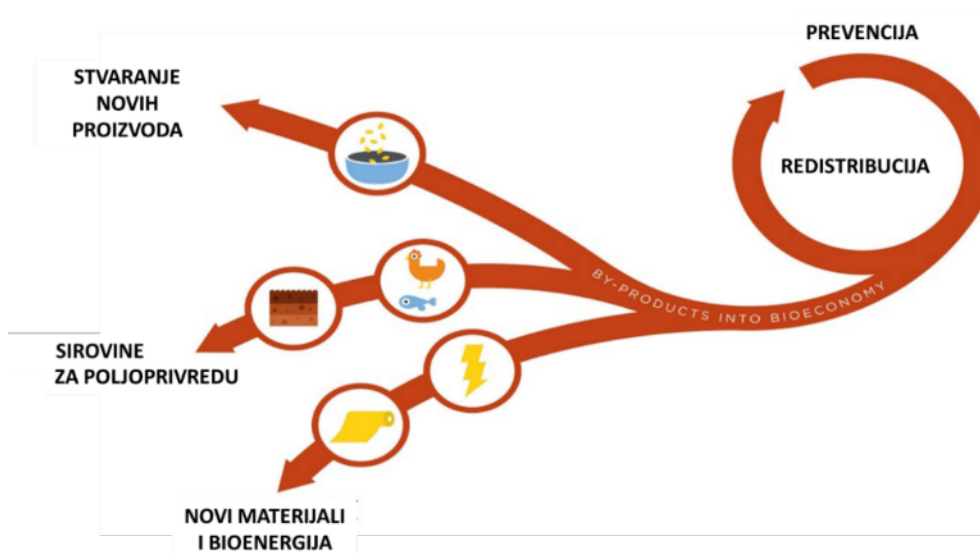 PREVENCIJA
STVARANJE
NOVIH
PROIZVODA
REDISTRIBUCIJA
BY-PRODUCTS INTO BIOECONOMY
SIROVINE
ZA POLJOPRIVREDU
NOVI MATERIJALI
I BIOENERGIJA